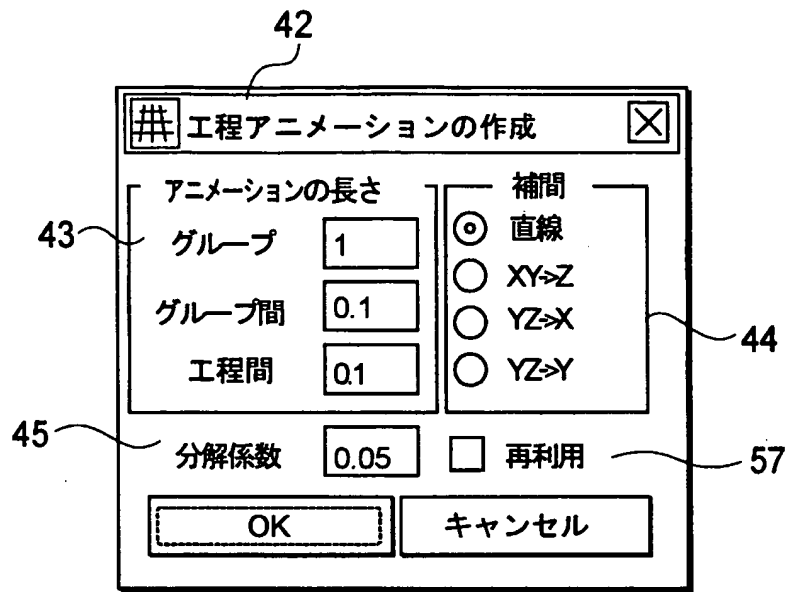 42
工程アニメーションの作成
アニメーションの長さ
補間
43
グループ
1
直線
XY->Z
グループ間
0.1
YZ->X
44
工程間
0.1
YZ->Y
45
分解係数
0.05
再利用
57
OK
キャンセル